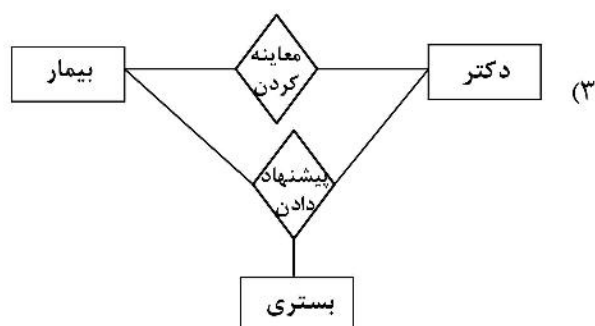 (۳
دکتر
معاینه
کردن
بیمار
پیشنهاد
دادن
بستری